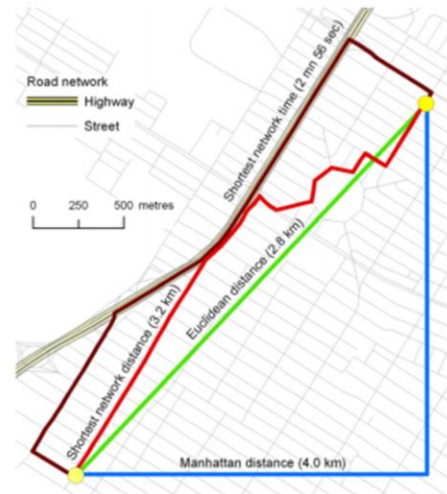 Road network
Highway
Street
0 250 500 metres
Shortest network time (2 mn 56 sec)
Euclidean distance (2.8 km)
Shortest network distance (3.2 km)
Manhattan distance (4.0 km)